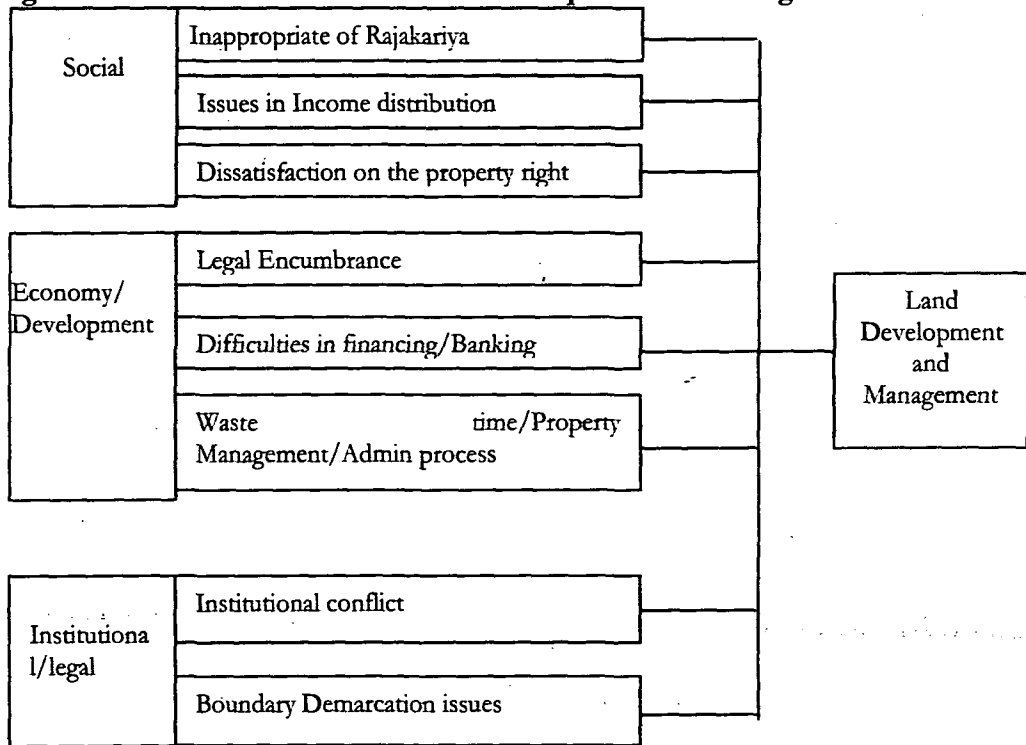 Social
Inappropriate of Rajakariya
Issues in Income distribution
Dissatisfaction on the property right
Economy/
Development
Legal Encumbrance
Difficulties in financing/Banking
Waste time/Property
Management/Admin process
Institutiona
l/legal
Institutional conflict
Boundary Demarcation issues
Land
Development
and
Management